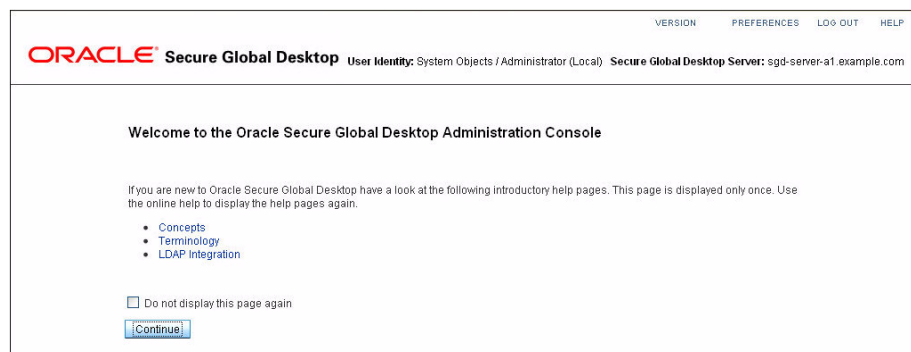 VERSION PREFERENCES LOG OUT HELP
ORACLE Secure Global Desktop User Identity: System Objects / Administrator (Local) Secure Global Desktop Server: sgd-server-a1.example.com
Welcome to the Oracle Secure Global Desktop Administration Console
If you are new to Oracle Secure Global Desktop have a look at the following introductory help pages. This page is displayed only once. Use
the online help to display the help pages again.
Concepts
Terminology
LDAP Integration
Do not display this page again
Continue